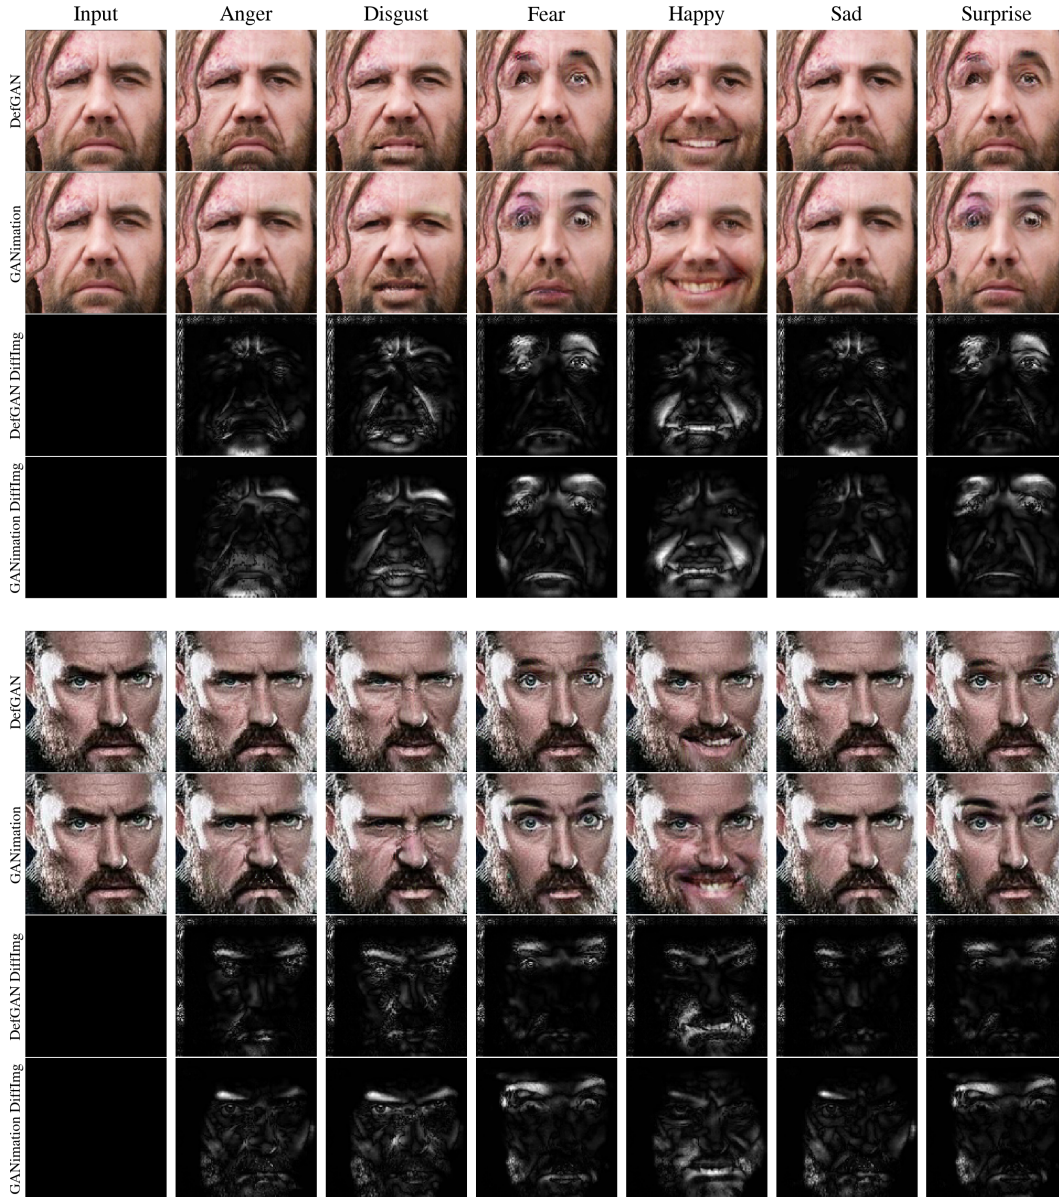 Input Anger Disgust Fear Happy Sad Surprise
DefGAN
GANimation
DefGAN DiffImg
GANimation DiffImg
DefGAN
GANimation
DefGAN DiffImg
GANimation DiffImg